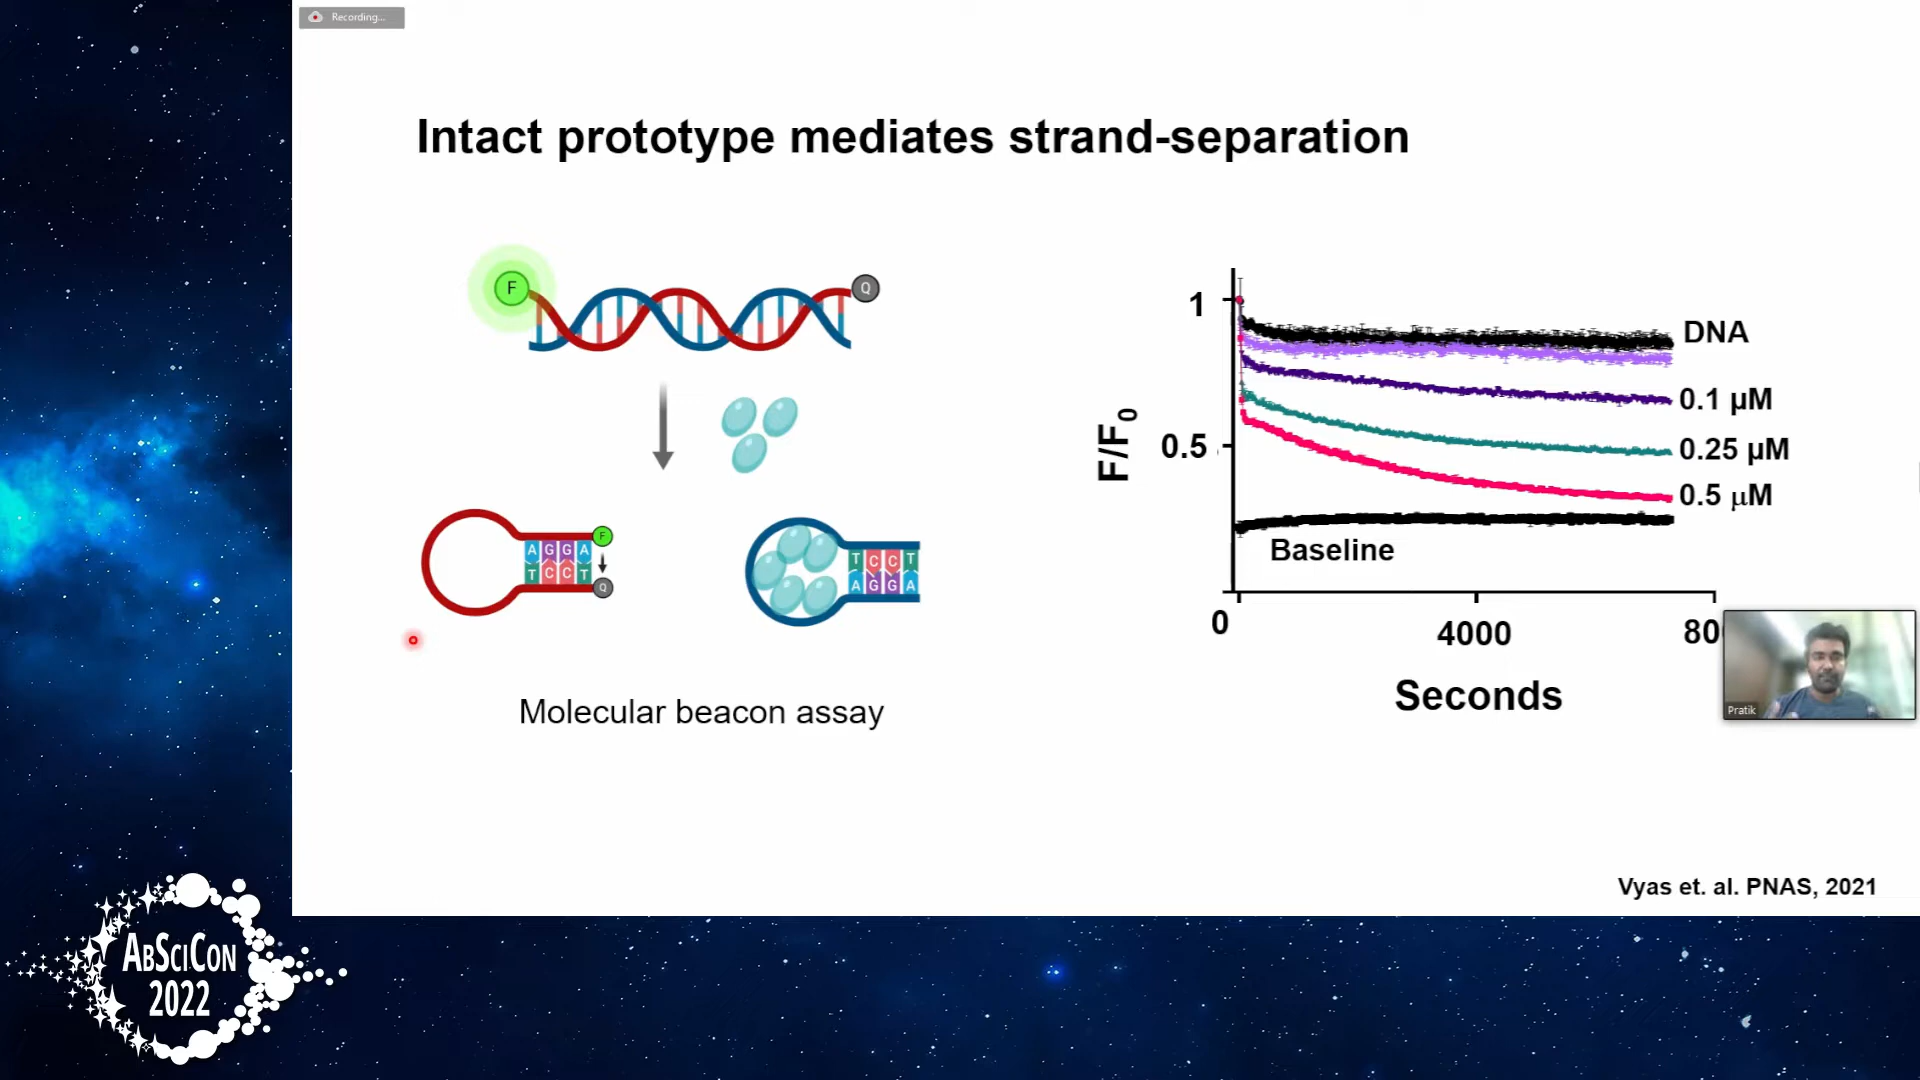 Recording...
Intact prototype mediates strand-separation
F
Q
A G G A
T C C T
F
Q
T C C T
A G G A
Molecular beacon assay
F/F0
1
0.5
DNA
0.1 µM
0.25 µM
0.5 µM
Baseline
0
4000
80
Seconds
Pratik
Vyas et. al. PNAS, 2021
ABSCICON
2022